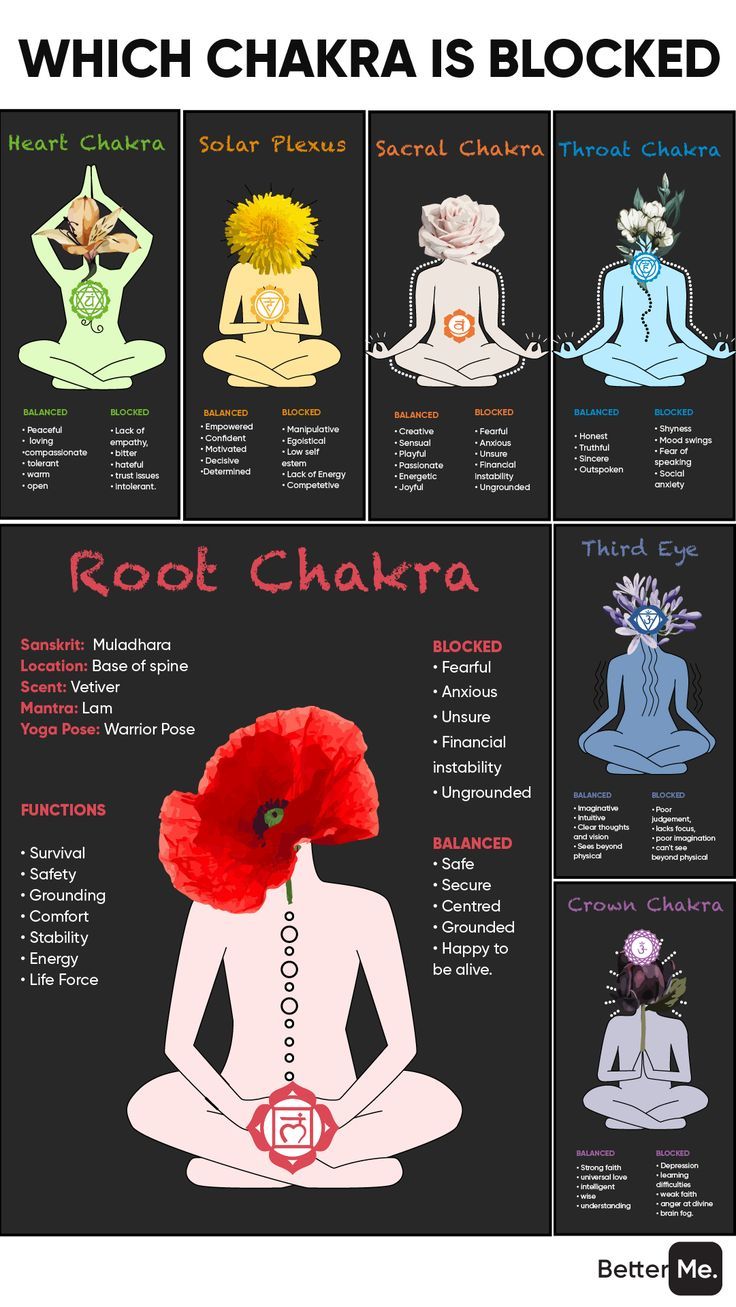 WHICH CHAKRA IS BLOCKED
Heart Chakra
BALANCED
• Peaceful
• loving
•compassionate
• tolerant
• warm
• open
BLOCKED
• Lack of
empathy,
• bitter
• hateful
• trust issues
• intolerant.
Solar Plexus
BALANCED
• Empowered
• Confident
• Motivated
• Decisive
•Determined
BLOCKED
• Manipulative
• Egoistical
• Low self
estem
• Lack of Energy
• Competetive
Sacral Chakra
BALANCED
• Creative
• Sensual
• Playful
• Passionate
• Energetic
• Joyful
BLOCKED
• Fearful
• Anxious
• Unsure
• Financial
instability
• Ungrounded
Throat Chakra
BALANCED
• Honest
• Truthful
• Sincere
• Outspoken
BLOCKED
• Shyness
• Mood swings
• Fear of
speaking
• Social
anxiety
Root Chakra
Sanskrit: Muladhara
Location: Base of spine
Scent: Vetiver
Mantra: Lam
Yoga Pose: Warrior Pose
FUNCTIONS
• Survival
• Safety
• Grounding
• Comfort
• Stability
• Energy
• Life Force
BLOCKED
• Fearful
• Anxious
• Unsure
• Financial
instability
• Ungrounded
BALANCED
• Safe
• Secure
• Centred
• Grounded
• Happy to
be alive.
Third Eye
BALANCED
• Imaginative
• Intuitive
• Clear thoughts
and vision
• Sees beyond
physical
BLOCKED
• Poor
judgement,
• lacks focus,
• poor imagination
• can't see
beyond physical
Crown Chakra
BALANCED
• Strong faith
• universal love
• intelligent
• wise
• understanding
BLOCKED
• Depression
• learning
difficulties
• weak faith
• anger at divine
• brain fog.
BetterMe.